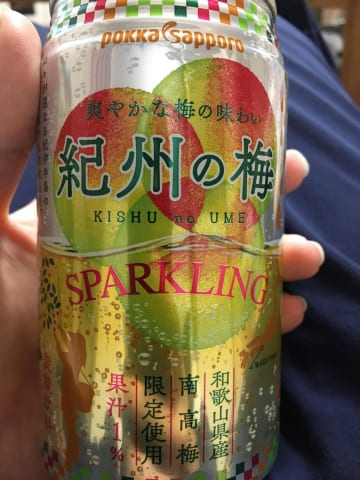 pokka sapporo
爽やかな梅の味わい
紀州の梅
KISHU no UME
SPARKLING
和歌山県産
南高梅
限定使用
果汁1%